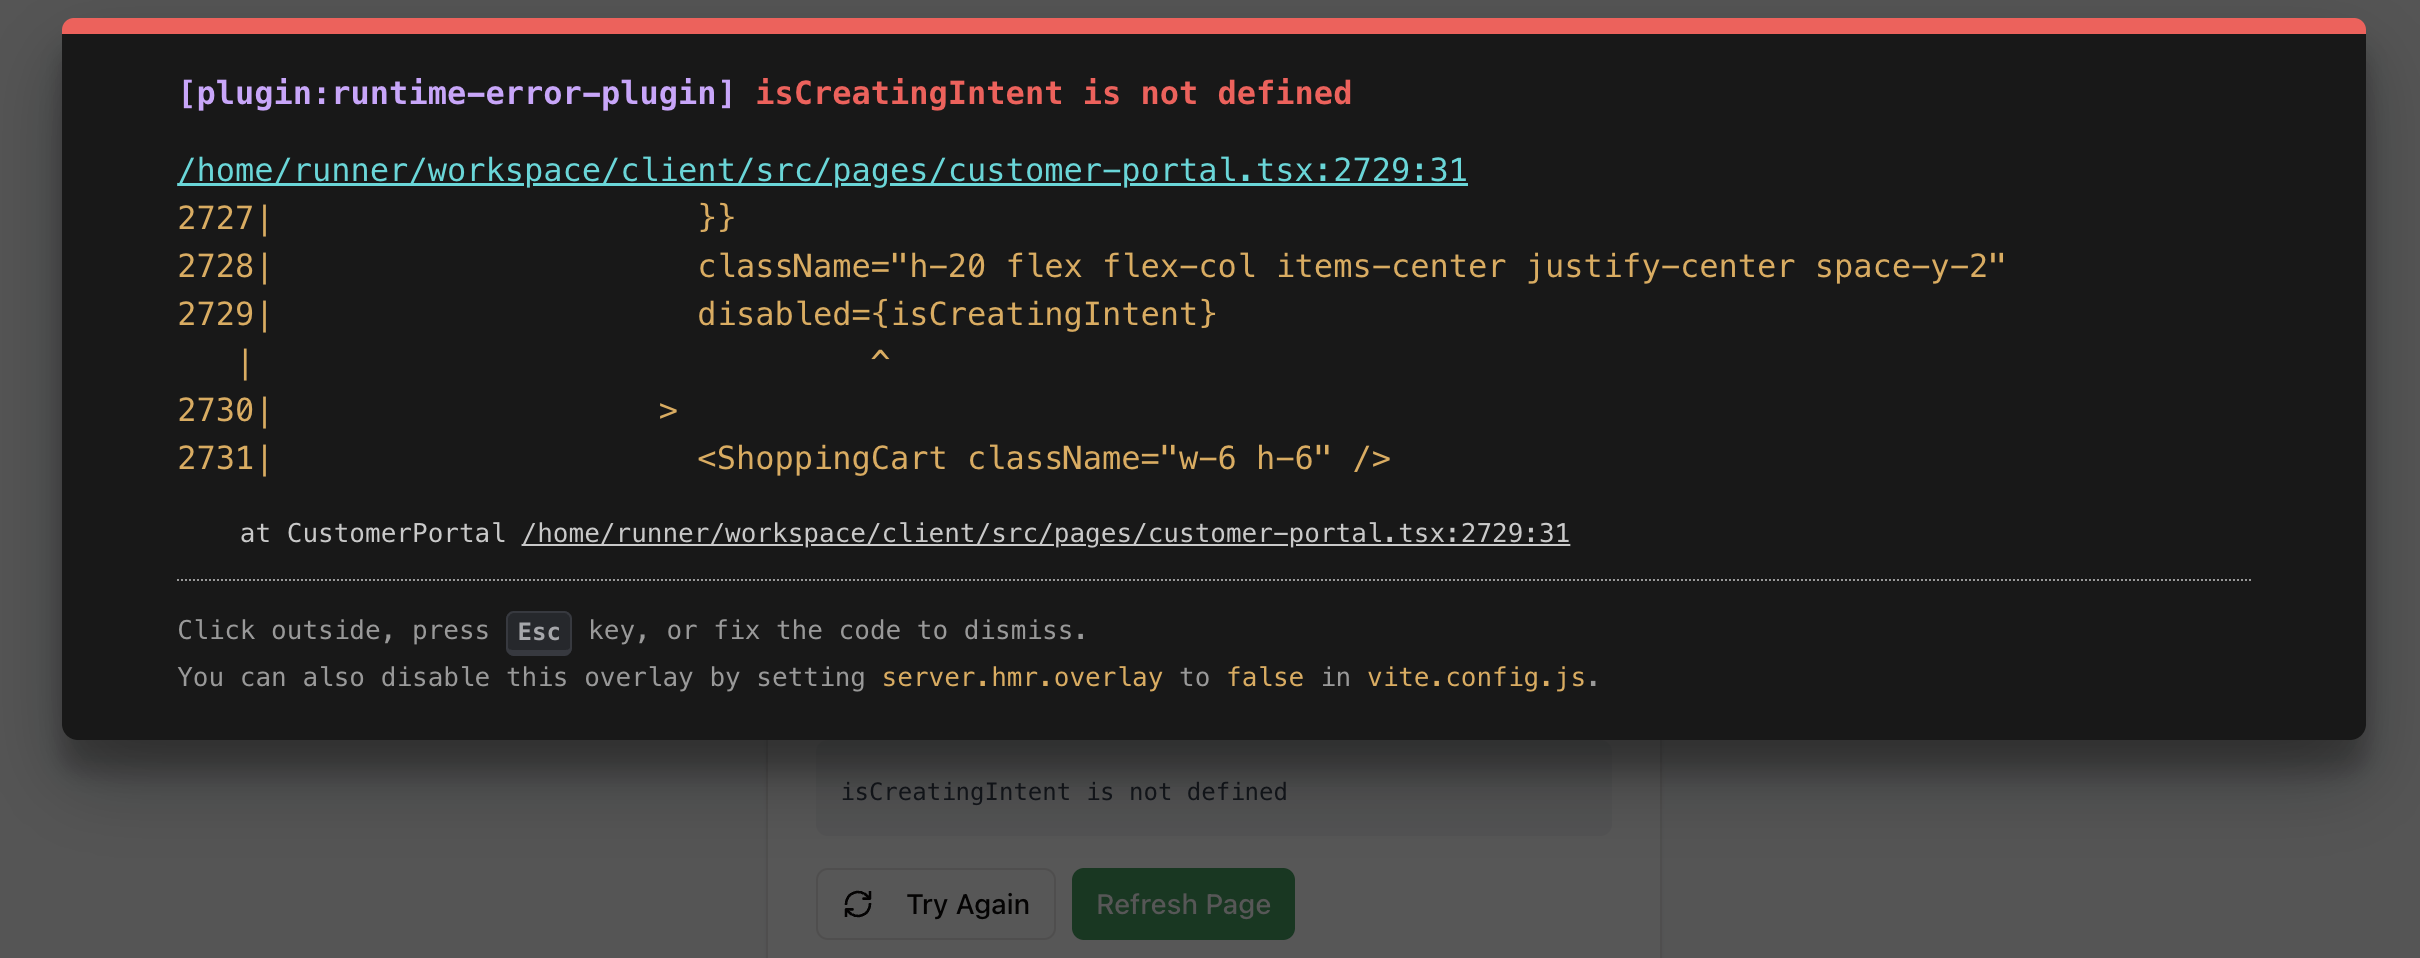 [plugin:runtime-error-plugin] isCreatingIntent is not defined
/home/runner/workspace/client/src/pages/customer-portal.tsx:2729:31
2727|                      }}
2728|                      className="h-20 flex flex-col items-center justify-center space-y-2"
2729|                      disabled={isCreatingIntent}
   |                               ^
2730|                    >
2731|                      <ShoppingCart className="w-6 h-6" />
at CustomerPortal /home/runner/workspace/client/src/pages/customer-portal.tsx:2729:31
Click outside, press Esc key, or fix the code to dismiss.
You can also disable this overlay by setting server.hmr.overlay to false in vite.config.js.
isCreatingIntent is not defined
Try Again Refresh Page